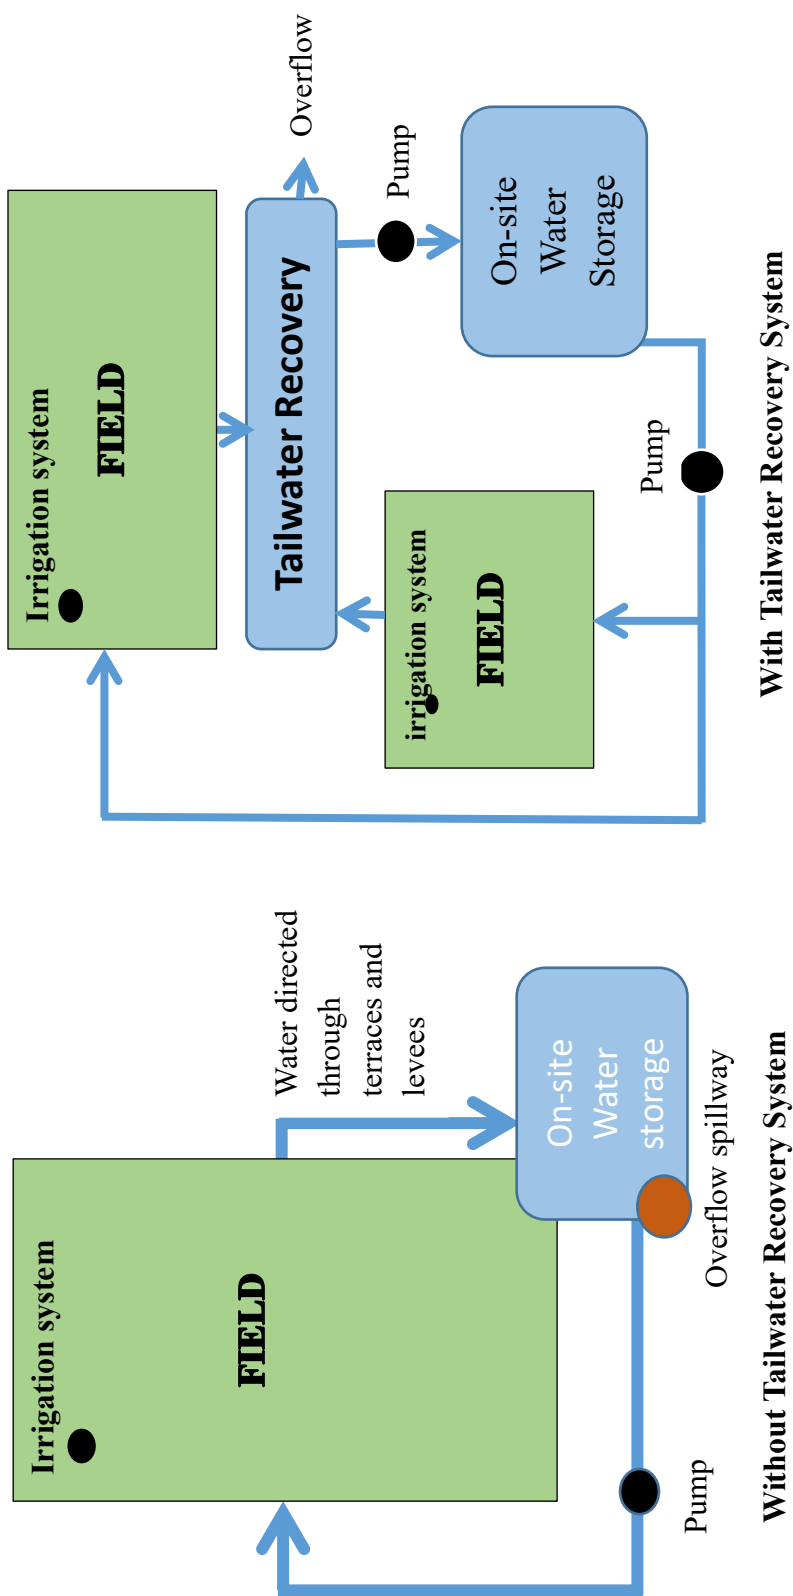 Irrigation system
FIELD
Water directed
through
terraces and
levees
On-site
Water
storage
Overflow spillway
Pump
Without Tailwater Recovery System
Irrigation system
FIELD
Tailwater Recovery
Overflow
Pump
irrigation system
FIELD
On-site
Water
Storage
Pump
With Tailwater Recovery System